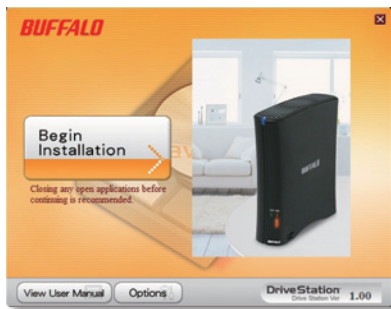 BUFFALO
Begin
Installation
Closing any open applications before
continuing is recommended.
BUFFALO
View User Manual
Options
DriveStation
Drive Station Ver 1.00